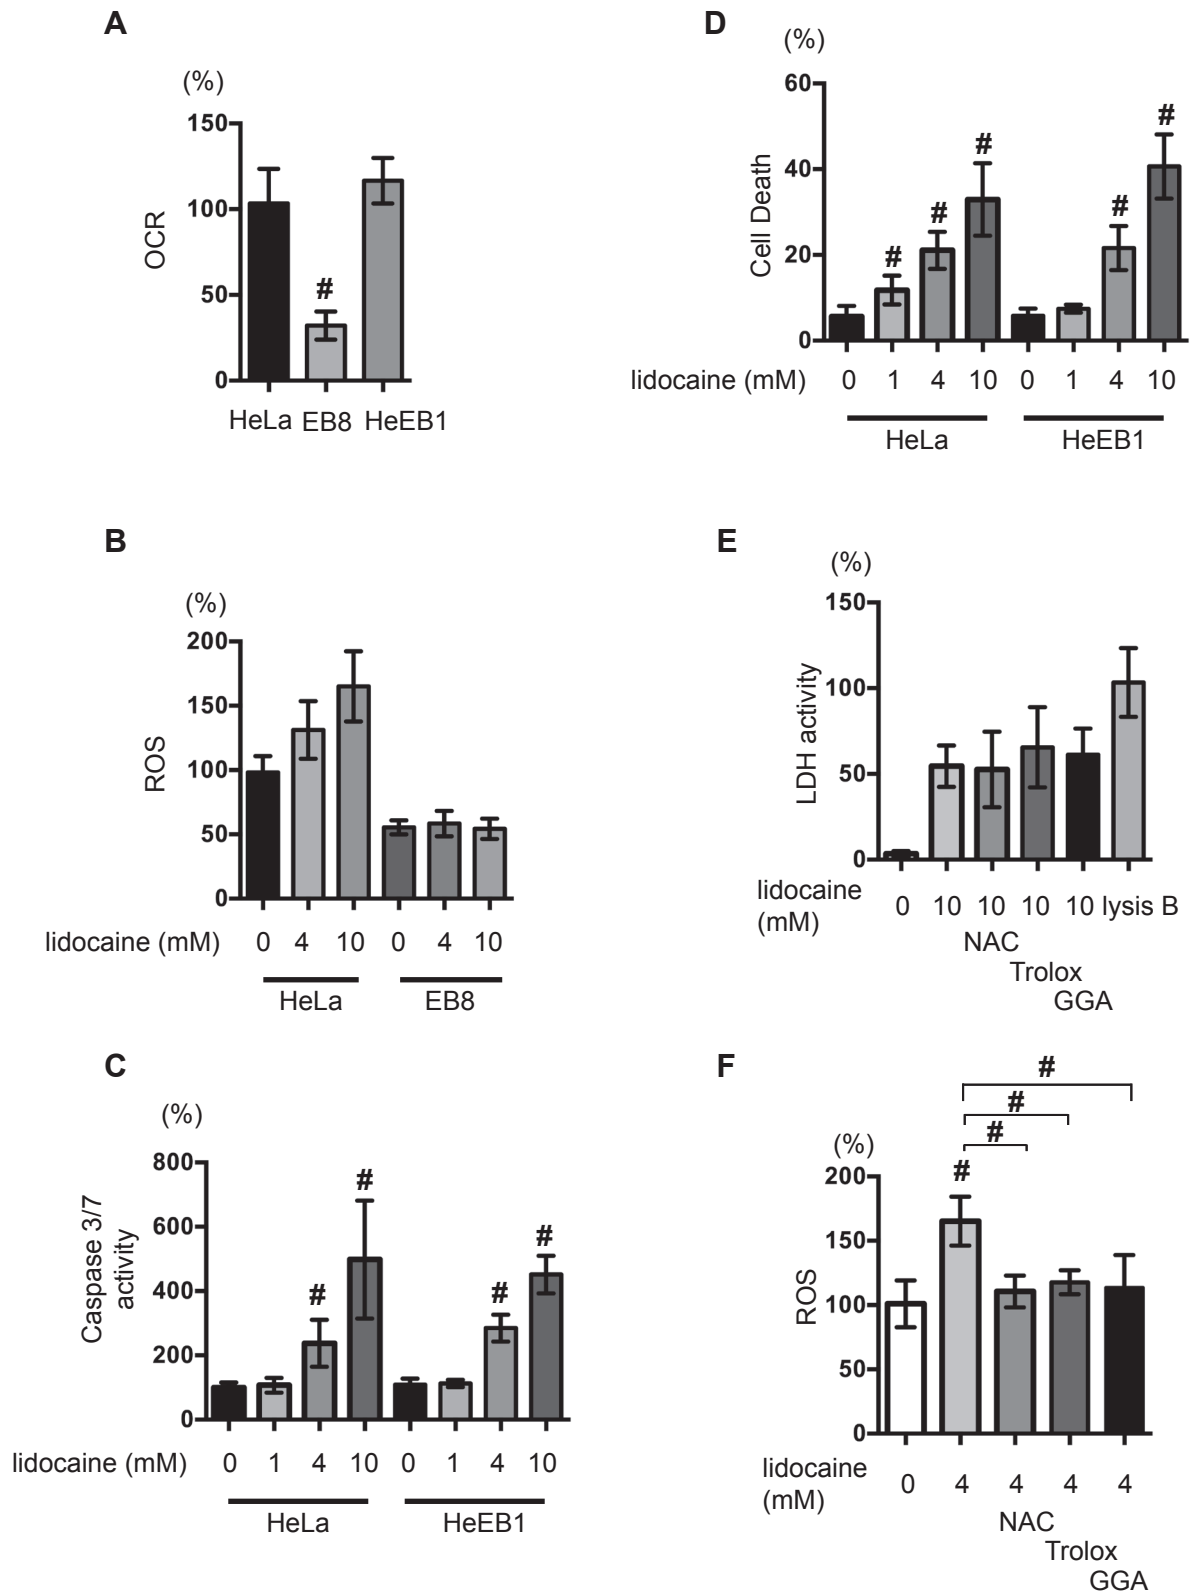 A
(%)
150
100
50
0
OCR
#
HeLa EB8 HeEB1
B
(%)
200
150
100
50
0
ROS
lidocaine (mM) 0 4 10 0 4 10
HeLa EB8
C
(%)
800
600
400
200
0
Caspase 3/7
activity
# # # #
lidocaine (mM) 0 1 4 10 0 1 4 10
HeLa HeEB1
D
(%)
60
40
20
0
Cell Death
# # # # #
lidocaine (mM) 0 1 4 10 0 1 4 10
HeLa HeEB1
E
(%)
150
100
50
0
LDH activity
lidocaine
(mM)
0 10 10 10 10 lysis B
NAC
Trolox
GGA
F
#
#
#
(%)
#
200
150
100
50
0
ROS
lidocaine
(mM)
0 4 4 4 4
NAC
Trolox
GGA